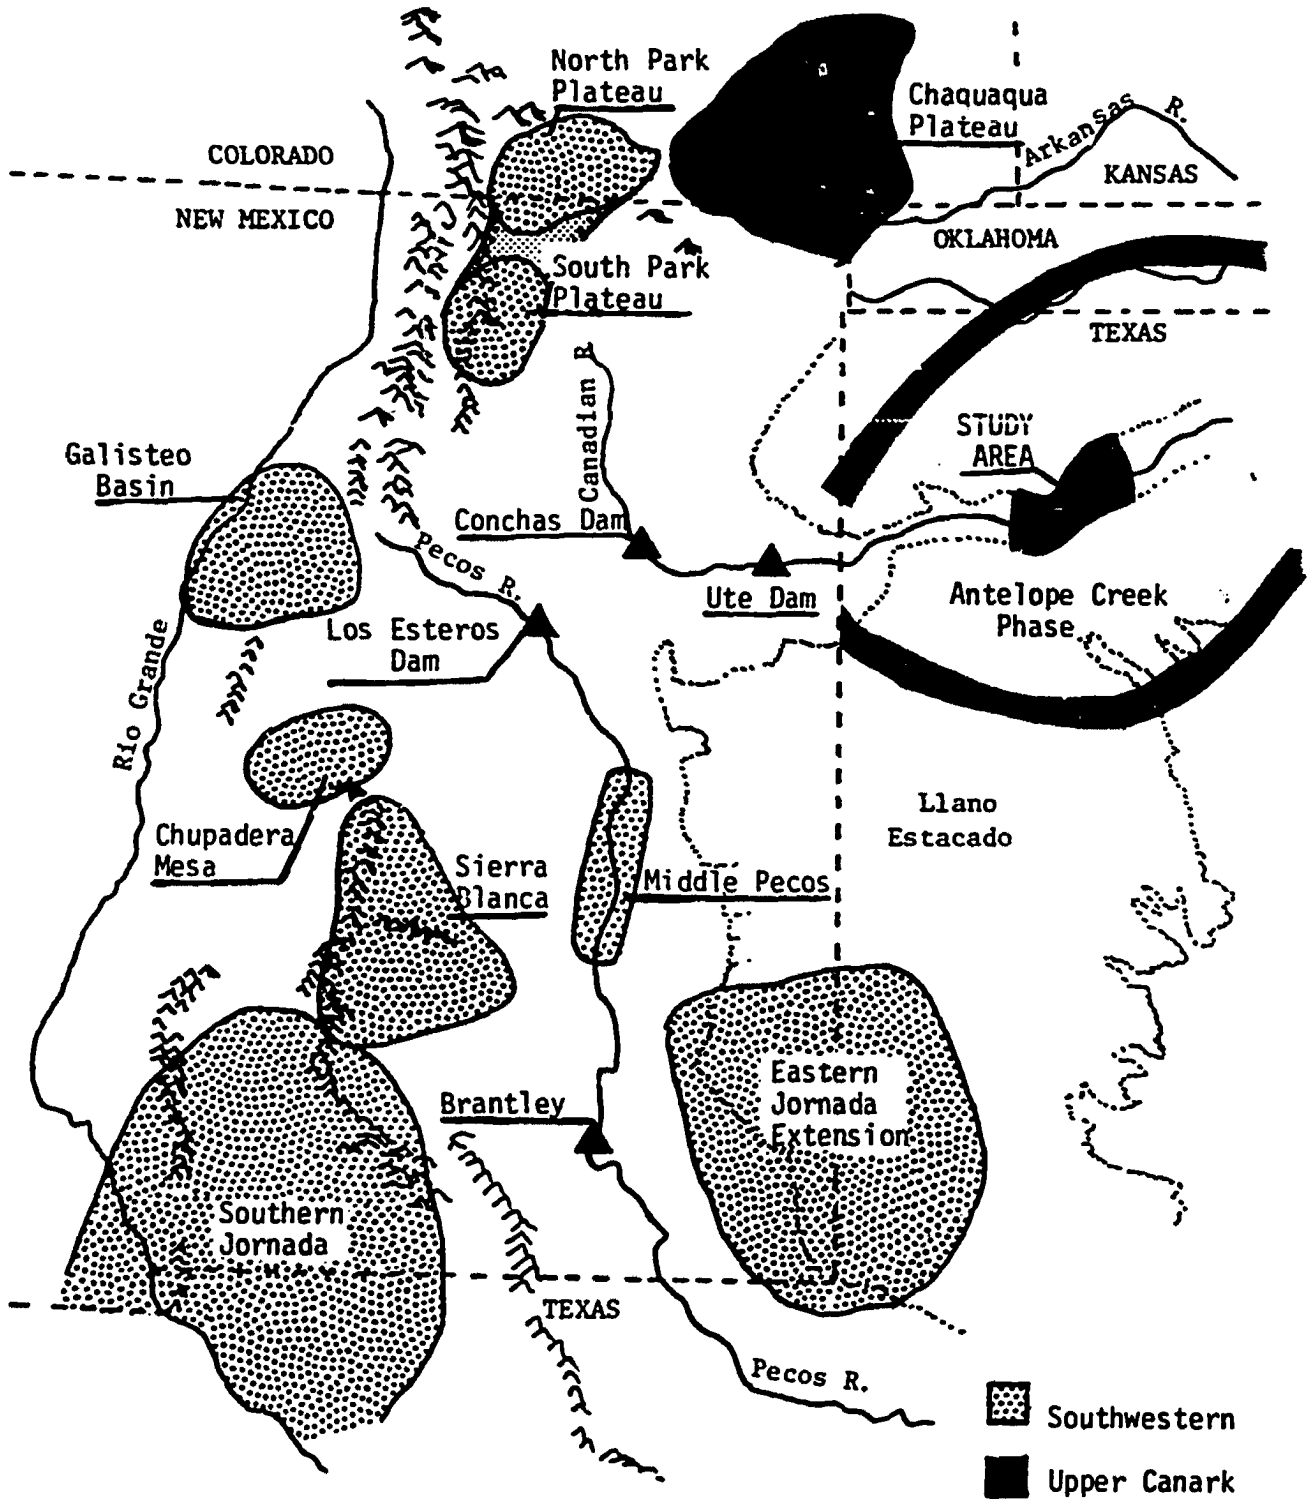 North Park
Plateau
Chaquaqua
Plateau
Arkansas R.
COLORADO
KANSAS
NEW MEXICO
OKLAHOMA
South Park
Plateau
TEXAS
Canadian R.
STUDY
AREA
Galisteo
Basin
Conchas Dam
Pecos R.
Ute Dam
Antelope Creek
Phase
Los Esteros
Dam
Rio Grande
Llano
Estacado
Chupadera
Mesa
Sierra
Blanca
Middle Pecos
Eastern
Jornada
Extension
Brantley
Southern
Jornada
TEXAS
Pecos R.
Southwestern
Upper Canark